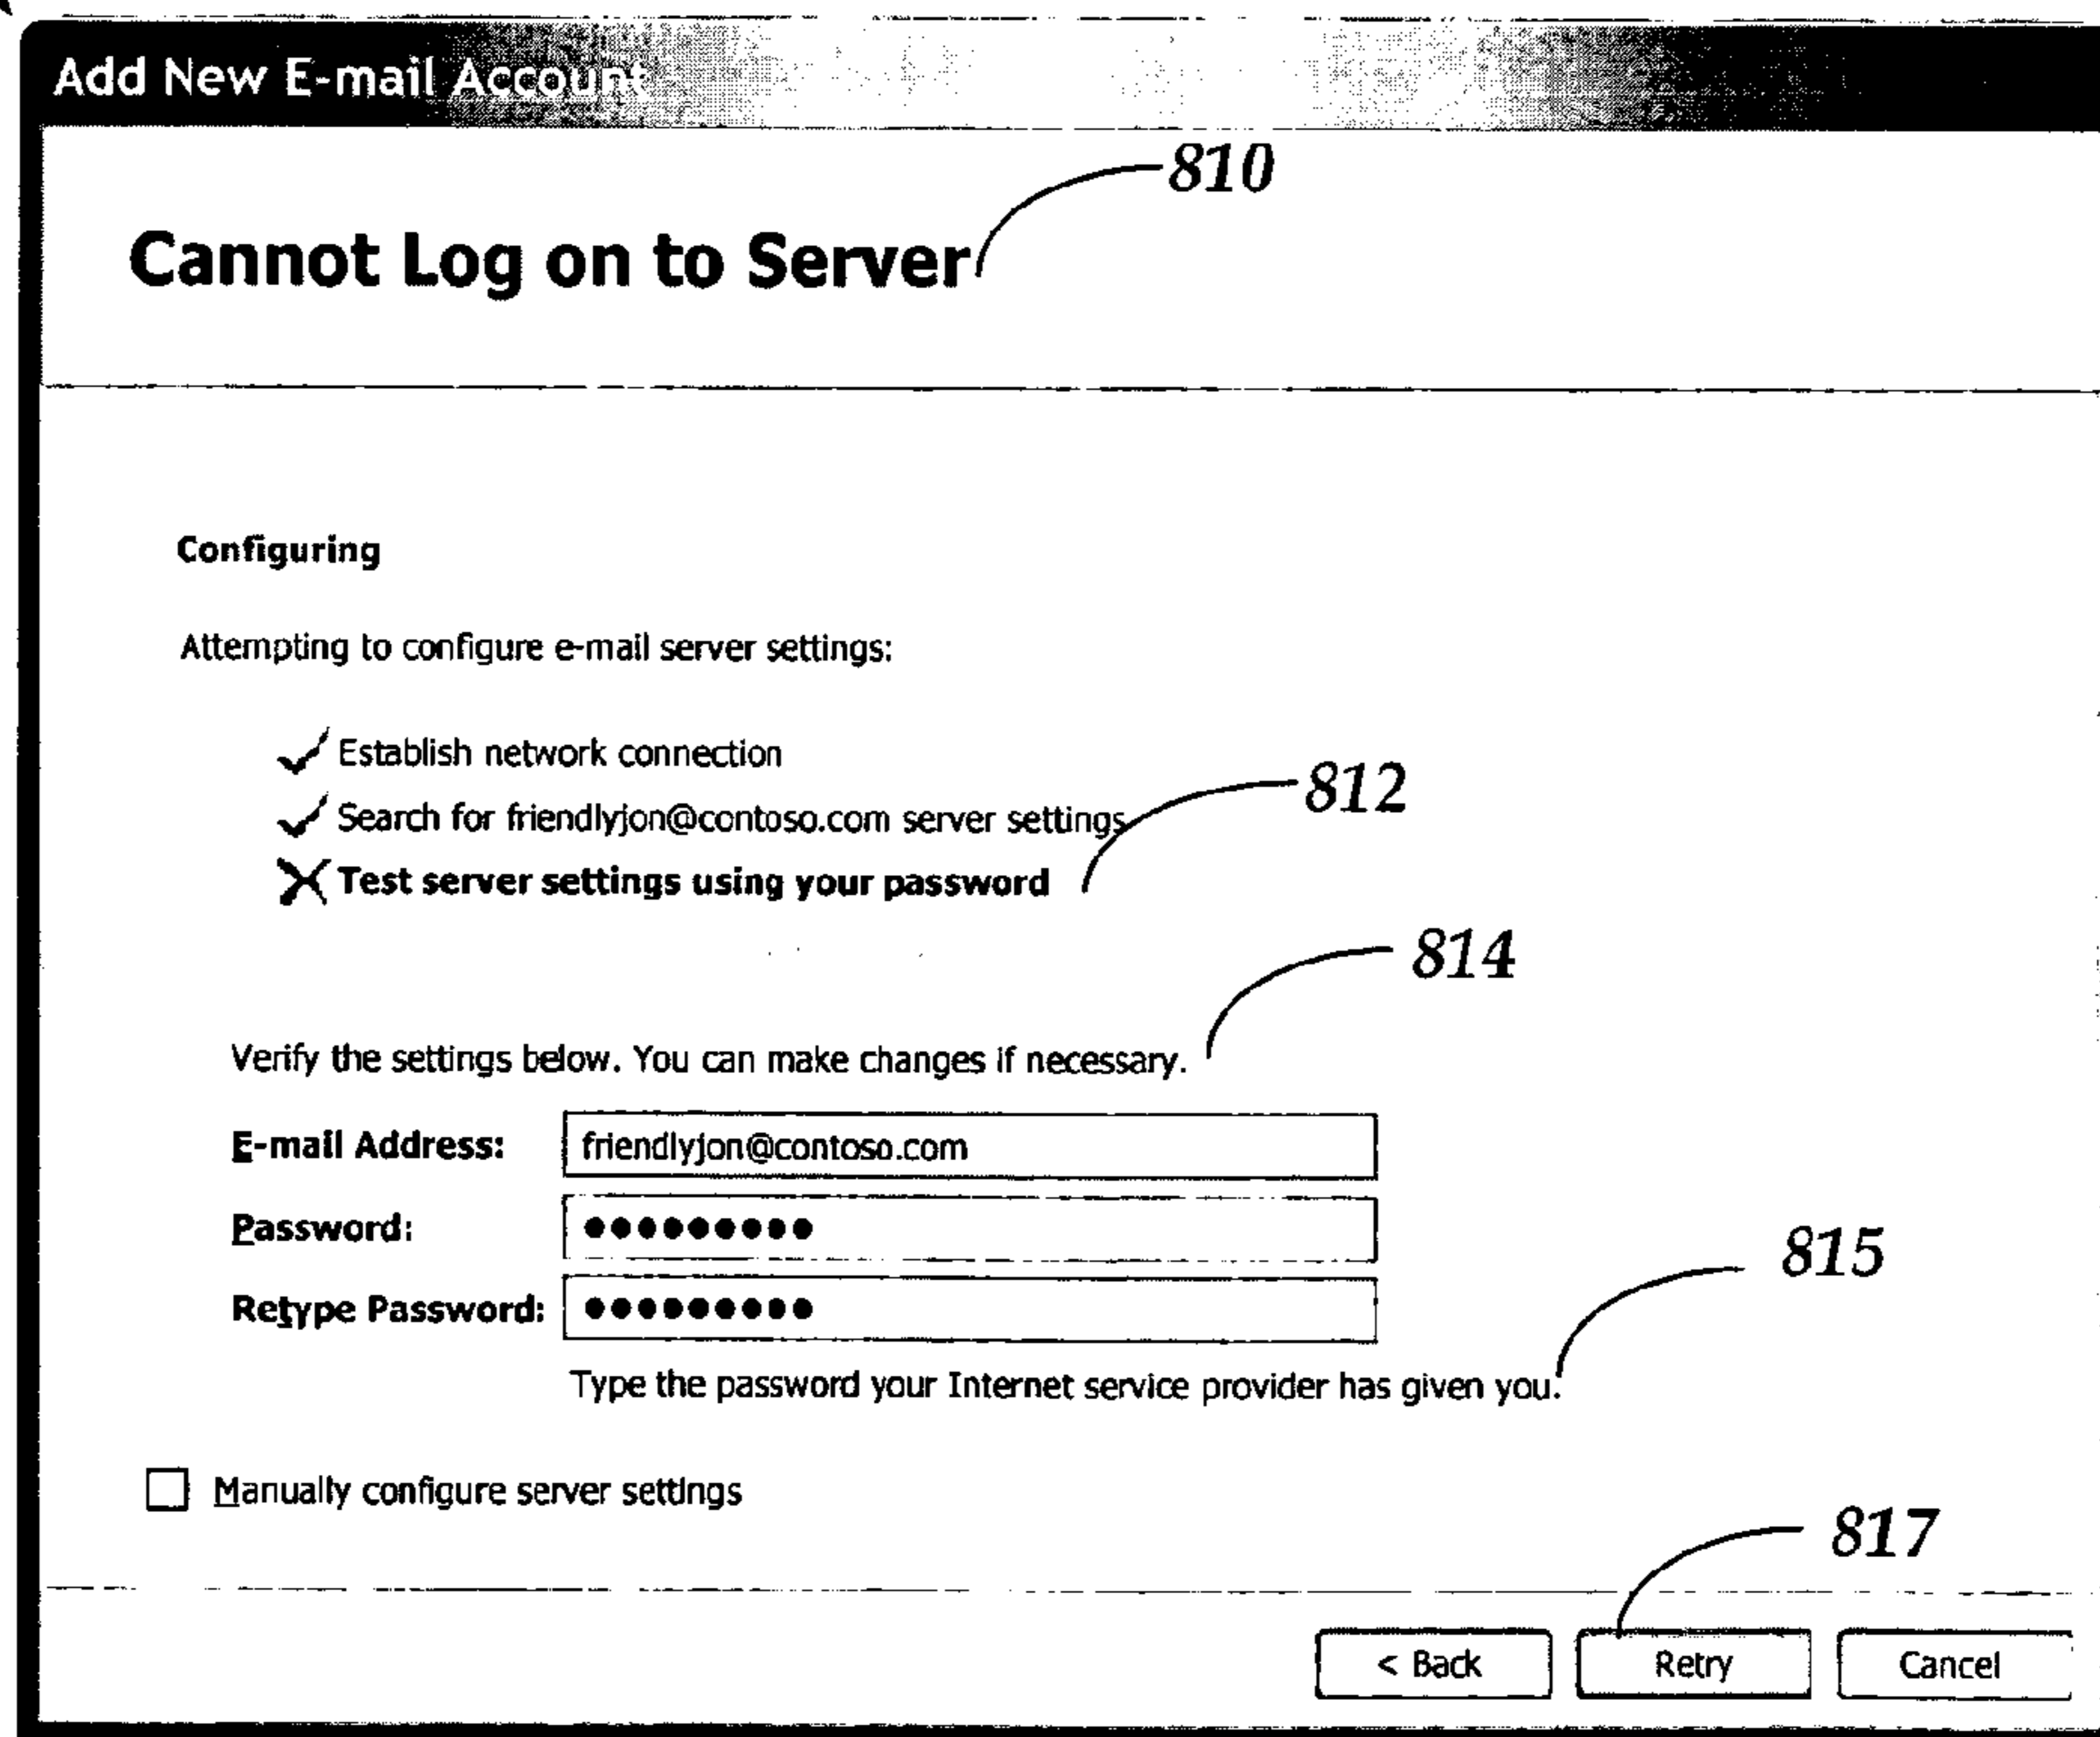 Add New E-mail Account
810
Cannot Log on to Server
Configuring
Attempting to configure e-mail server settings:
Establish network connection
812
Search for friendlyjon@contoso.com server settings
Test server settings using your password
814
Verify the settings below. You can make changes if necessary.
E-mail Address: friendlyjon@contoso.com
Password: ●●●●●●●●●
815
Retype Password: ●●●●●●●●●
Type the password your Internet service provider has given you.
Manually configure server settings
817
< Back Retry Cancel